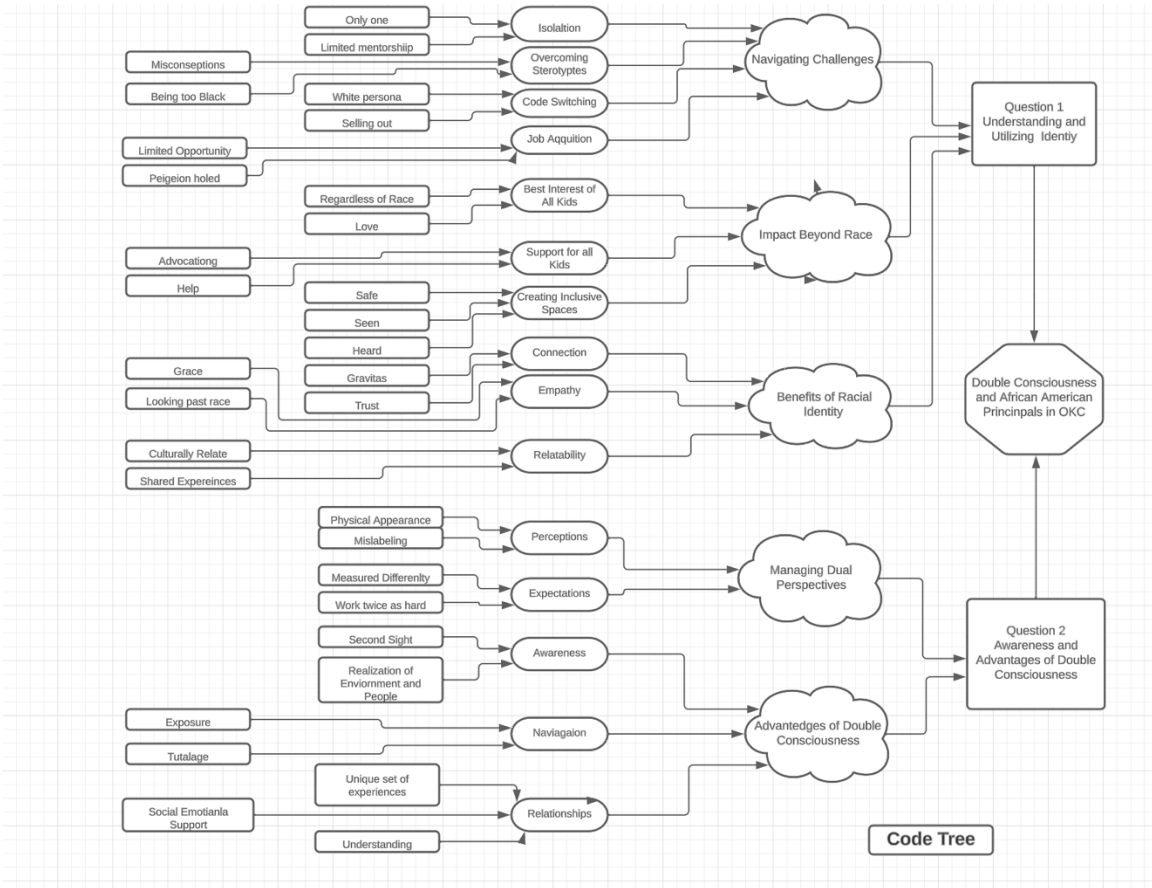 Only one
Limited mentorshiip
Isolaltion
Misconseptions
Being too Black
Overcoming
Sterotyptes
White persona
Selling out
Code Switching
Limited Opportunity
Peigeion holed
Job Aqquition
Navigating Challenges
Regardless of Race
Love
Best Interest of
All Kids
Advocationg
Help
Support for all
Kids
Safe
Seen
Heard
Creating Inclusive
Spaces
Impact Beyond Race
Gravitas
Trust
Connection
Grace
Looking past race
Empathy
Culturally Relate
Shared Expereinces
Relatability
Benefits of Racial
Identity
Question 1
Understanding and
Utilizing Identiy
Double Consciousness
and African American
Princinpals in OKC
Physical Appearance
Mislabeling
Perceptions
Measured Differenlty
Work twice as hard
Expectations
Managing Dual
Perspectives
Second Sight
Realization of
Enviornment and
People
Awareness
Exposure
Tutalage
Naviagaion
Unique set of
experiences
Social Emotianla
Support
Understanding
Relationships
Advantedges of Double
Consciousness
Question 2
Awareness and
Advantages of Double
Consciousness
Code Tree